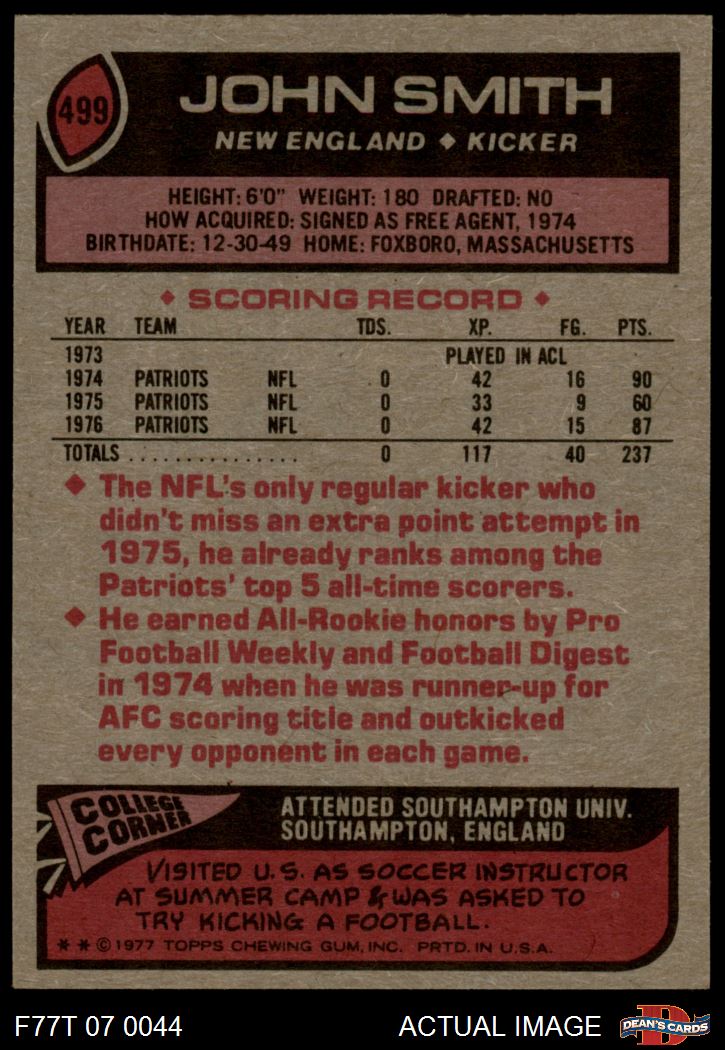 499
JOHN SMITH
NEW ENGLAND ♦ KICKER
HEIGHT: 6'0" WEIGHT: 180 DRAFTED: NO
HOW ACQUIRED: SIGNED AS FREE AGENT, 1974
BIRTHDATE: 12-30-49 HOME: FOXBORO, MASSACHUSETTS
♦ SCORING RECORD ♦
YEAR TEAM TDS. XP. FG. PTS.
1973 PLAYED IN ACL
1974 PATRIOTS NFL 0 42 16 90
1975 PATRIOTS NFL 0 33 9 60
1976 PATRIOTS NFL 0 42 15 87
TOTALS ............... 0 117 40 237
♦ The NFL's only regular kicker who
didn't miss an extra point attempt in
1975, he already ranks among the
Patriots' top 5 all-time scorers.
♦ He earned All-Rookie honors by Pro
Football Weekly and Football Digest
in 1974 when he was runner-up for
AFC scoring title and outkicked
every opponent in each game.
COLLEGE
CORNER
ATTENDED SOUTHAMPTON UNIV.
SOUTHAMPTON, ENGLAND
VISITED U.S. AS SOCCER INSTRUCTOR
AT SUMMER CAMP & WAS ASKED TO
TRY KICKING A FOOTBALL.
* * © 1977 TOPPS CHEWING GUM, INC. PRTD. IN U.S.A.
F77T 07 0044 ACTUAL IMAGE
D
DEAN'S CARDS